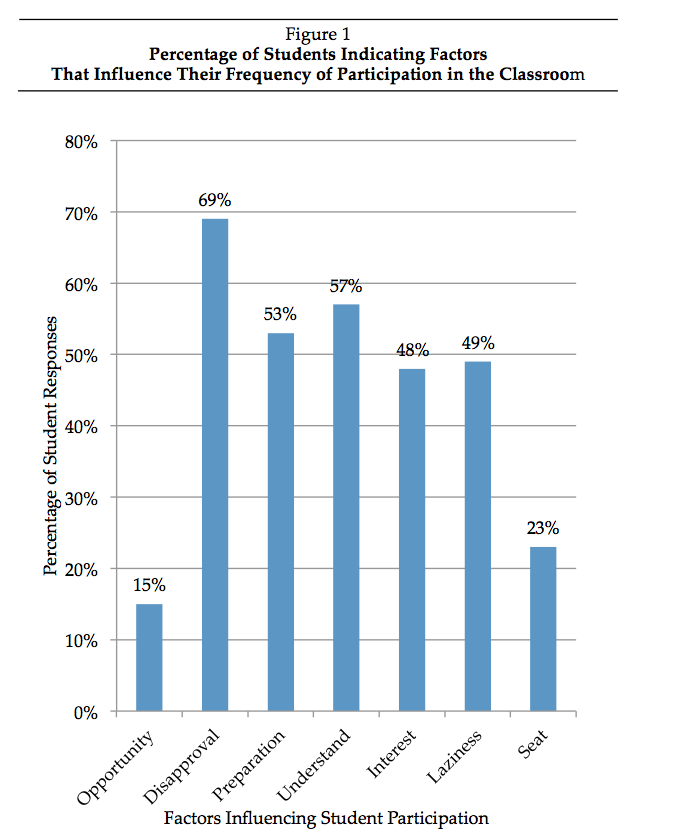 Figure 1
Percentage of Students Indicating Factors
That Influence Their Frequency of Participation in the Classroom
80%
70%
60%
50%
40%
30%
20%
10%
0%
Percentage of Student Responses
15%
69%
53%
57%
48%
49%
23%
Opportunity
Disapproval
Preparation
Understand
Interest
Laziness
Seat
Factors Influencing Student Participation